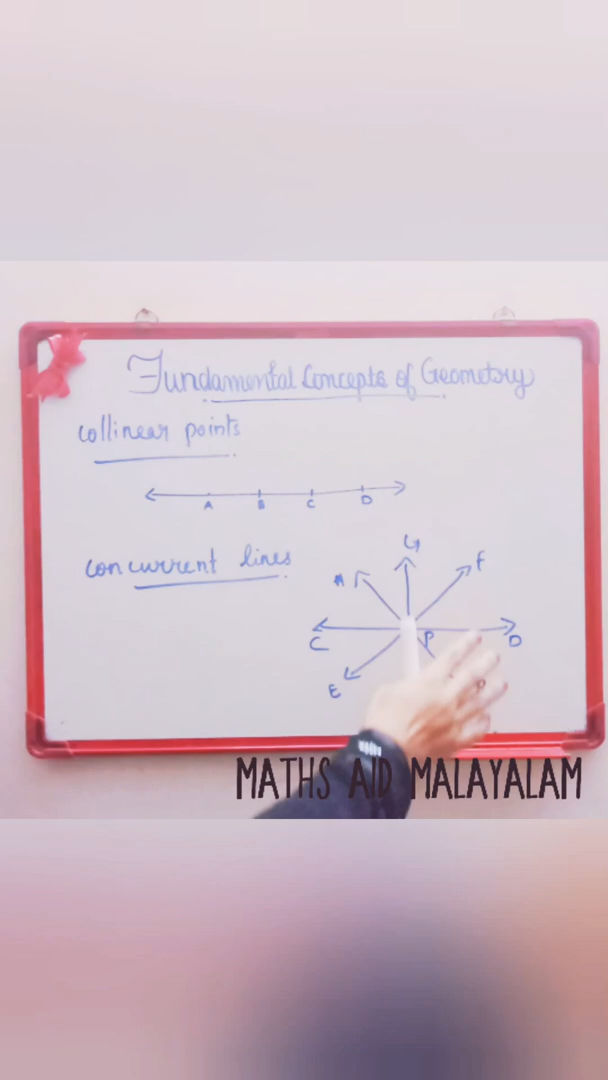 Fundamental Concepts of Geometry
collinear points
A B C D
concurrent lines
G
A F
C P D
E
MATHS AID MALAYALAM